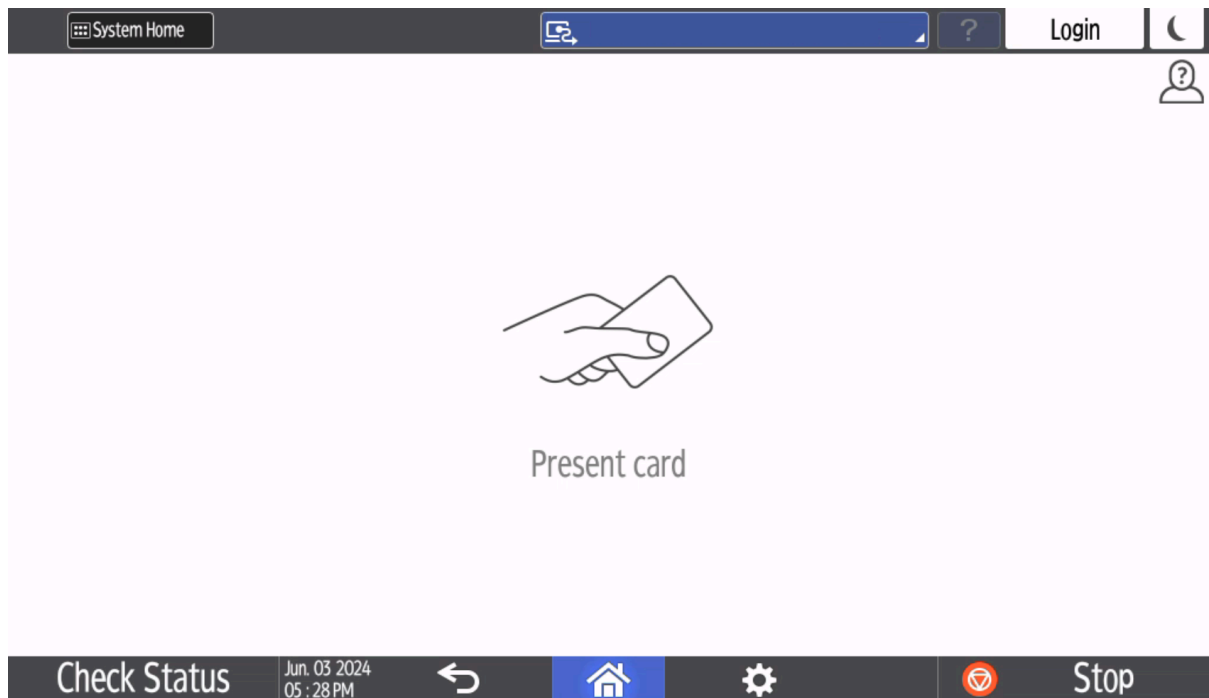 System Home
?
Login
?
Present card
Check Status
Jun. 03 2024
05 : 28 PM
Stop